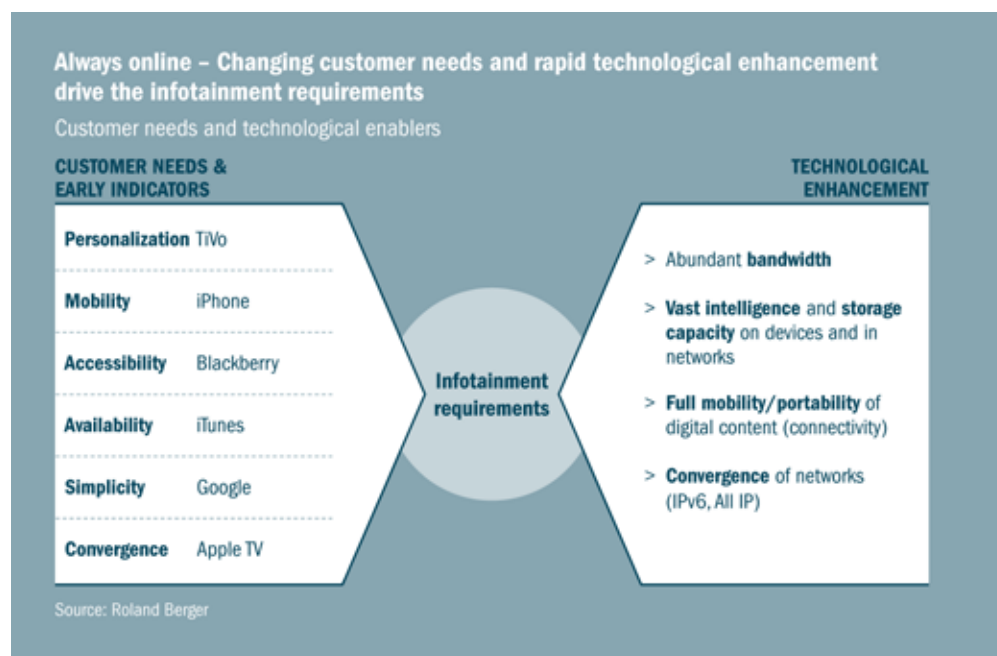 Always online – Changing customer needs and rapid technological enhancement
drive the infotainment requirements
Customer needs and technological enablers
CUSTOMER NEEDS &
EARLY INDICATORS
Personalization TiVo
Mobility iPhone
Accessibility Blackberry
Availability iTunes
Simplicity Google
Convergence Apple TV
Infotainment
requirements
TECHNOLOGICAL
ENHANCEMENT
> Abundant bandwidth
> Vast intelligence and storage
capacity on devices and in
networks
> Full mobility/portability of
digital content (connectivity)
> Convergence of networks
(IPv6, All IP)
Source: Roland Berger